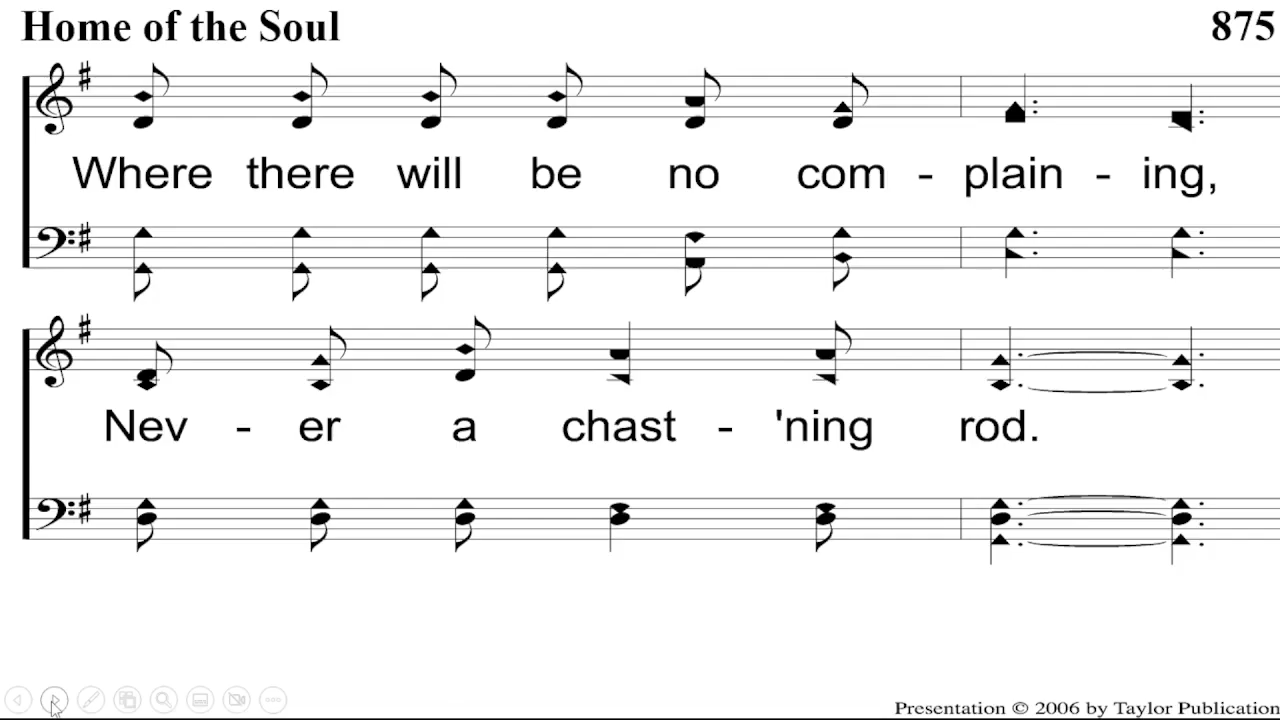 Home of the Soul 875
Where there will be no com - plain - ing,
Nev - er a chast - 'ning rod.
Presentation © 2006 by Taylor Publication